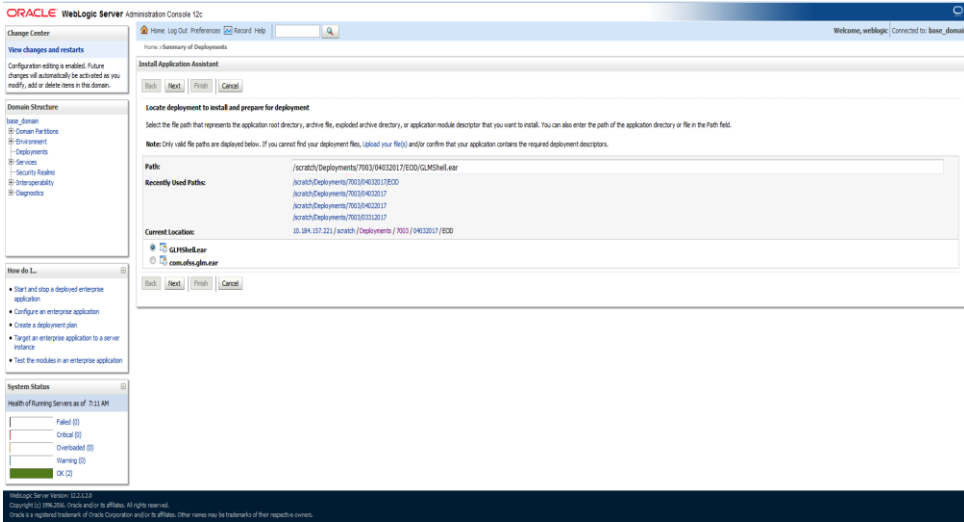 ORACLE WebLogic Server Administration Console 12c
Change Center
View changes and restarts
Configuration editing is enabled. Future
changes will automatically be activated as you
modify, add or delete items in this domain.
Domain Structure
base_domain
Domain Partitions
Environment
Deployments
Services
Security Realms
Interoperability
Diagnostics
How do I...
Start and stop a deployed enterprise
application
Configure an enterprise application
Create a deployment plan
Target an enterprise application to a server
instance
Test the modules in an enterprise application
System Status
Health of Running Servers as of 7:11 AM
Failed (0)
Critical (0)
Overloaded (0)
Warning (0)
OK (2)
Home Log Out Preferences Record Help
Welcome, weblogic Connected to: base_domain
Home >Summary of Deployments
Install Application Assistant
Back Next Finish Cancel
Locate deployment to install and prepare for deployment
Select the file path that represents the application root directory, archive file, exploded archive directory, or application module descriptor that you want to install. You can also enter the path of the application directory or file in the Path field.
Note: Only valid file paths are displayed below. If you cannot find your deployment files, Upload your file(s) and/or confirm that your application contains the required deployment descriptors.
Path: /scratch/Deployments/7003/04032017/EOD/GLMShell.ear
Recently Used Paths: /scratch/Deployments/7003/04032017/EOD
/scratch/Deployments/7003/04032017
/scratch/Deployments/7003/04022017
/scratch/Deployments/7003/03312017
Current Location: 10.184.157.221 / scratch / Deployments / 7003 / 04032017 / EOD
GLMShell.ear
com.ofss.glm.ear
Back Next Finish Cancel
WebLogic Server Version: 12.2.1.2.0
Copyright (c) 1996,2016, Oracle and/or its affiliates. All rights reserved.
Oracle is a registered trademark of Oracle Corporation and/or its affiliates. Other names may be trademarks of their respective owners.